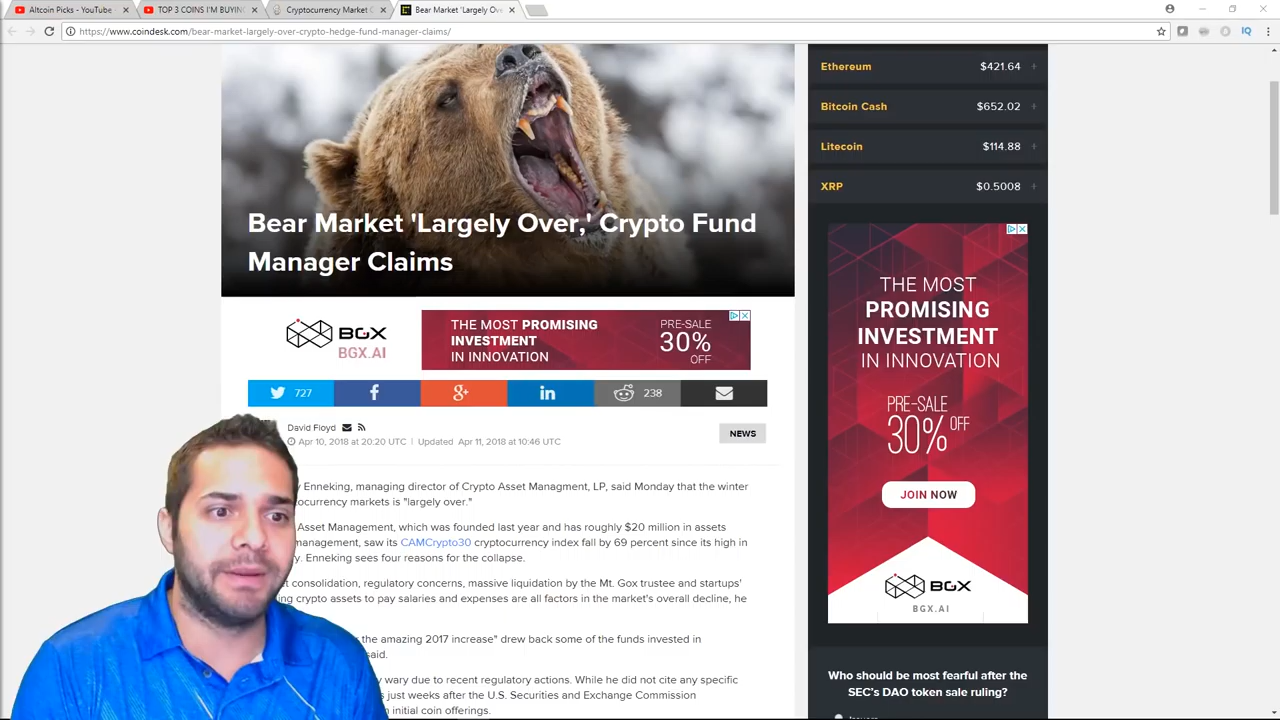 Altcoin Picks - YouTube
TOP 3 COINS I'M BUYING
Cryptocurrency Market C
Bear Market 'Largely Ov
https://www.coindesk.com/bear-market-largely-over-crypto-hedge-fund-manager-claims/
Bear Market 'Largely Over,' Crypto Fund
Manager Claims
BGX
BGX.AI
THE MOST PROMISING
INVESTMENT
IN INNOVATION
PRE-SALE
30%
OFF
727
238
David Floyd
Apr 10, 2018 at 20:20 UTC | Updated Apr 11, 2018 at 10:46 UTC
NEWS
Enneking, managing director of Crypto Asset Managment, LP, said Monday that the winter
markets is "largely over."
Asset Management, which was founded last year and has roughly $20 million in assets
management, saw its CAMCrypto30 cryptocurrency index fall by 69 percent since its high in
Enneking sees four reasons for the collapse.
consolidation, regulatory concerns, massive liquidation by the Mt. Gox trustee and startups'
crypto assets to pay salaries and expenses are all factors in the market's overall decline, he
the amazing 2017 increase" drew back some of the funds invested in
said.
wary due to recent regulatory actions. While he did not cite any specific
just weeks after the U.S. Securities and Exchange Commission
initial coin offerings.
Ethereum $421.64
Bitcoin Cash $652.02
Litecoin $114.88
XRP $0.5008
THE MOST
PROMISING
INVESTMENT
IN INNOVATION
PRE-SALE
30% OFF
JOIN NOW
BGX
BGX.AI
Who should be most fearful after the
SEC's DAO token sale ruling?